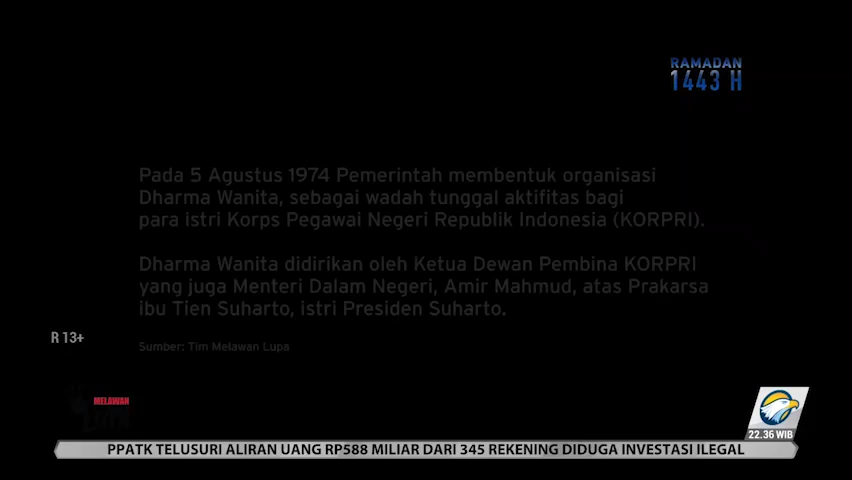 RAMADAN
1443 H
Pada 5 Agustus 1974 Pemerintah membentuk organisasi
Dharma Wanita, sebagai wadah tunggal aktifitas bagi
para istri Korps Pegawai Negeri Republik Indonesia (KORPRI).
Dharma Wanita didirikan oleh Ketua Dewan Pembina KORPRI
yang juga Menteri Dalam Negeri, Amir Mahmud, atas Prakarsa
ibu Tien Suharto, istri Presiden Suharto.
R 13+
Sumber: Tim Melawan Lupa
MELAWAN
22.36 WIB
PPATK TELUSURI ALIRAN UANG RP588 MILIAR DARI 345 REKENING DIDUGA INVESTASI ILEGAL